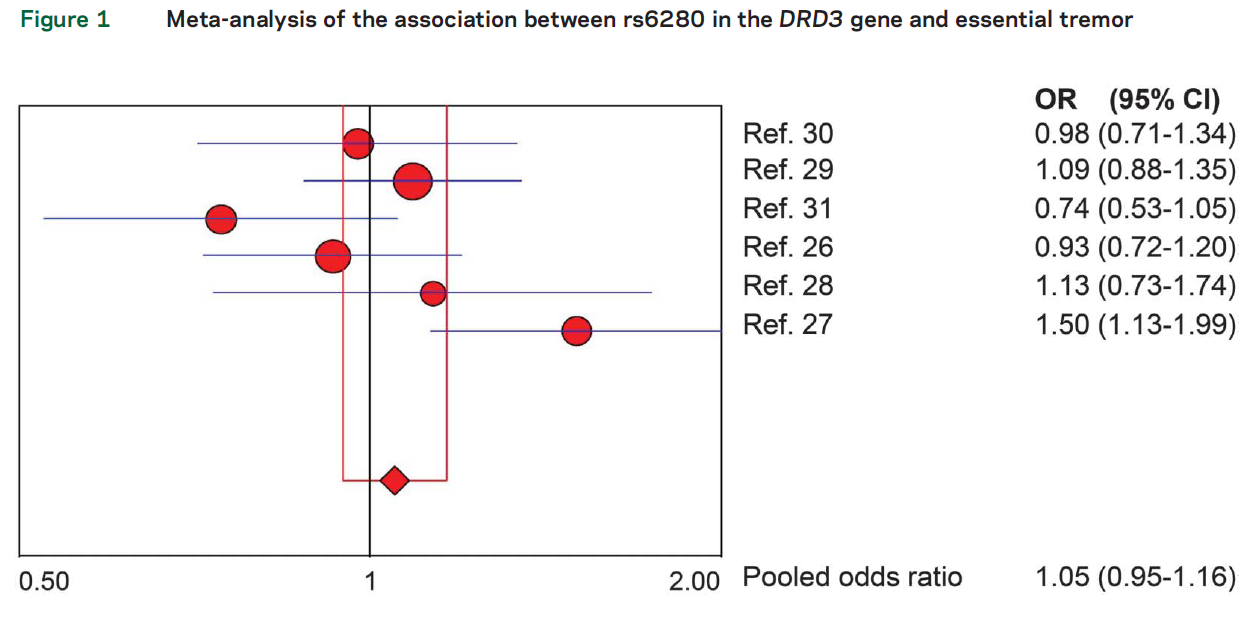 Figure 1 Meta-analysis of the association between rs6280 in the DRD3 gene and essential tremor
OR (95% CI)
Ref. 30 0.98 (0.71-1.34)
Ref. 29 1.09 (0.88-1.35)
Ref. 31 0.74 (0.53-1.05)
Ref. 26 0.93 (0.72-1.20)
Ref. 28 1.13 (0.73-1.74)
Ref. 27 1.50 (1.13-1.99)
0.50 1 2.00 Pooled odds ratio 1.05 (0.95-1.16)